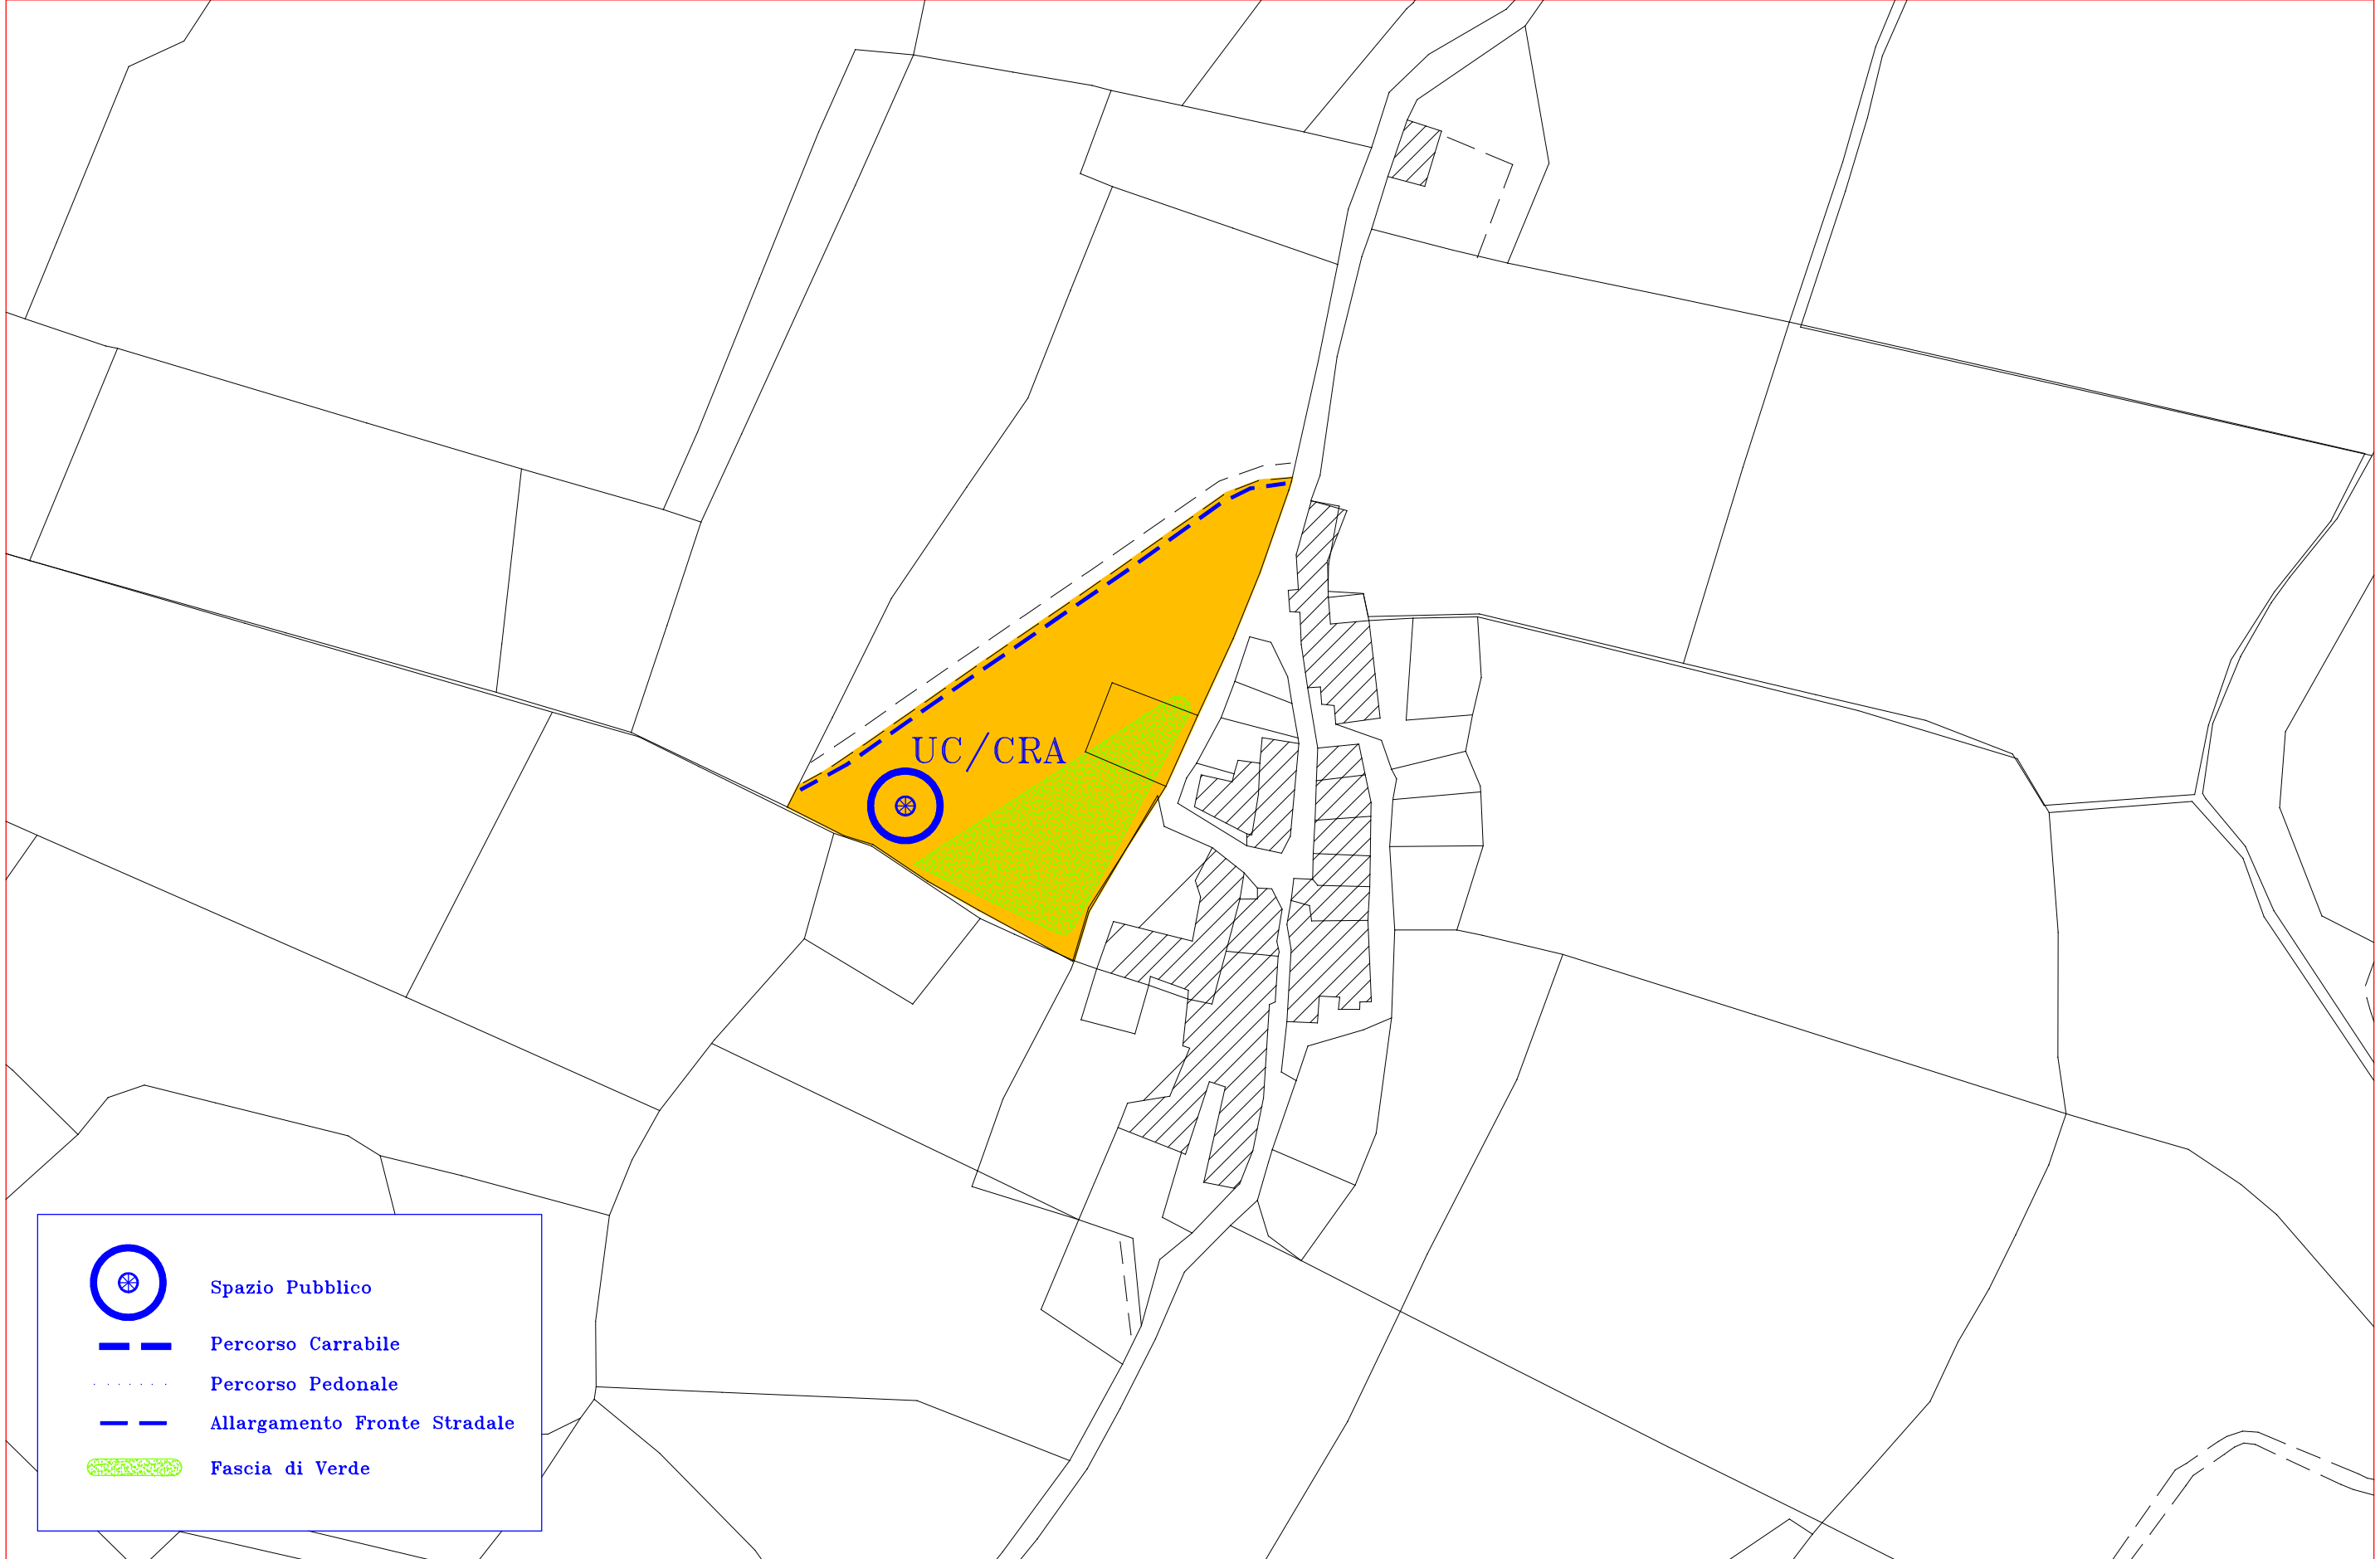 UC/CRA
Spazio Pubblico
Percorso Carrabile
Percorso Pedonale
Allargamento Fronte Stradale
Fascia di Verde